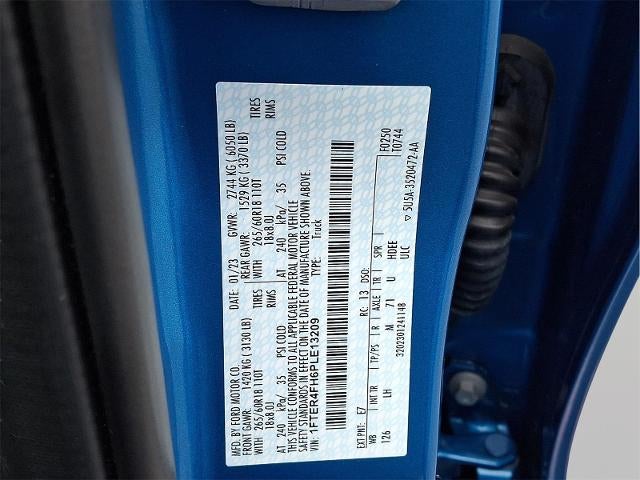 MFD. BY FORD MOTOR CO. DATE: 01/23 GVWR: 2744 KG ( 6050 LB)
FRONT GAWR: 1420 KG ( 3130 LB) REAR GAWR: 1529 KG ( 3370 LB)
WITH 265/60R18 110T TIRES WITH 265/60R18 110T TIRES
18x8.0J RIMS 18x8.0J RIMS
AT 240 kPa/ 35 PSI COLD AT 240 kPa/ 35 PSI COLD
THIS VEHICLE CONFORMS TO ALL APPLICABLE FEDERAL MOTOR VEHICLE
SAFETY STANDARDS IN EFFECT ON THE DATE OF MANUFACTURE SHOWN ABOVE.
VIN: 1FTER4FH6PLE13209 TYPE: Truck
F0250
T0744
EXT PNT: E7 RC: 13 DSO:
WB INT TR TP/PS R AXLE TR SPR
126 LH M 71 U HDEE
ULC
3202301241148 ▽ 5U5A-3520472-AA